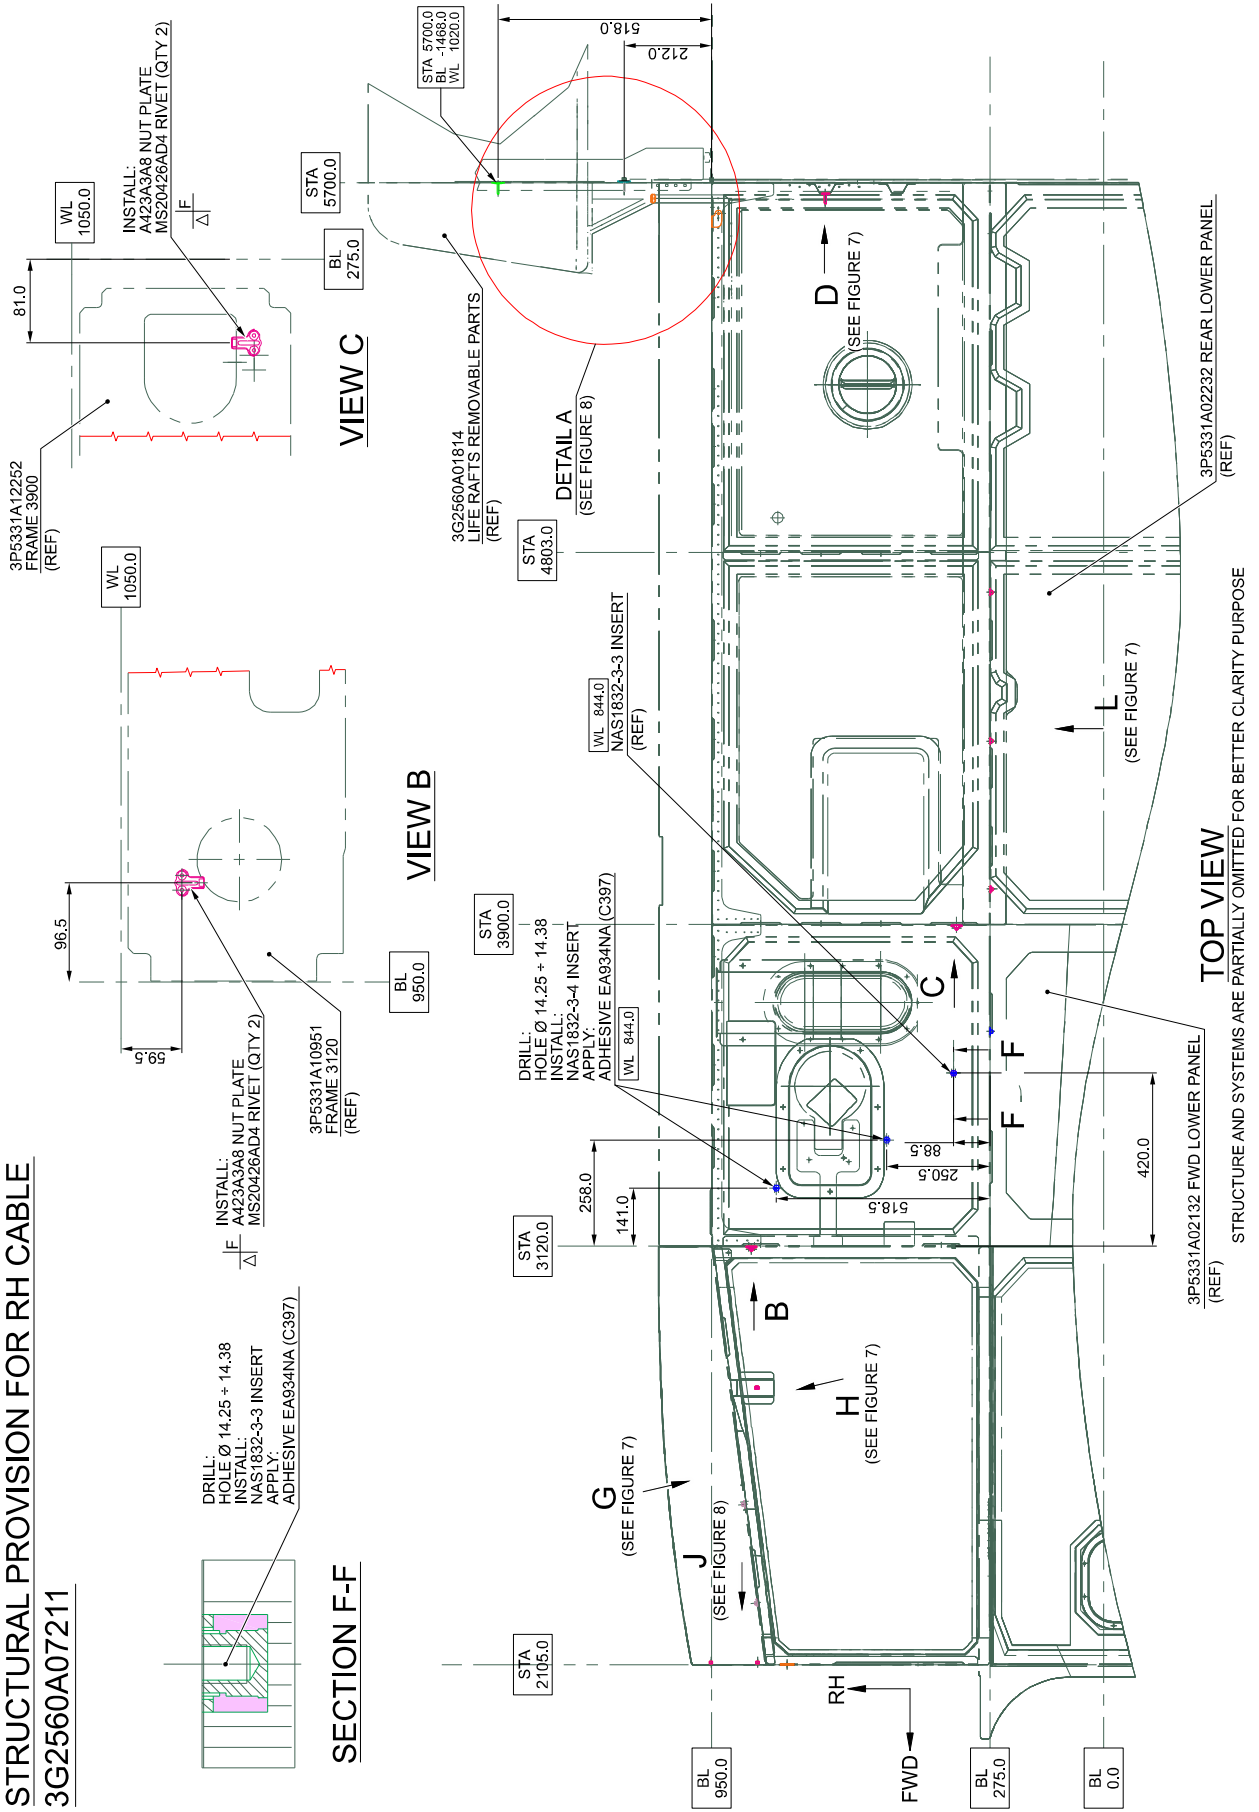 STRUCTURAL PROVISION FOR RH CABLE
3G2560A07211
DRILL:
HOLE Ø 14.25 ÷ 14.38
INSTALL:
NAS1832-3-3 INSERT
APPLY:
ADHESIVE EA934NA (C397)
SECTION F-F
F
INSTALL:
A423A3A8 NUT PLATE
MS20426AD4 RIVET (QTY 2)
3P5331A10951
FRAME 3120
(REF)
59.5
96.5
BL
950.0
WL
1050.0
VIEW B
3P5331A12252
FRAME 3900
(REF)
81.0
WL
1050.0
INSTALL:
A423A3A8 NUT PLATE
MS20426AD4 RIVET (QTY 2)
F
BL
275.0
VIEW C
STA
5700.0
STA 5700.0
BL -1468.0
WL 1020.0
518.0
212.0
3G2560A01814
LIFE RAFTS REMOVABLE PARTS
(REF)
DETAIL A
(SEE FIGURE 8)
STA
4803.0
WL 844.0
NAS1832-3-3 INSERT
(REF)
STA
3900.0
DRILL:
HOLE Ø 14.25 ÷ 14.38
INSTALL:
NAS1832-3-4 INSERT
APPLY:
ADHESIVE EA934NA (C397)
WL 844.0
STA
3120.0
258.0
141.0
518.5
250.5
88.5
420.0
F
F
C
D
(SEE FIGURE 7)
B
H
(SEE FIGURE 7)
G
(SEE FIGURE 7)
J
(SEE FIGURE 8)
L
(SEE FIGURE 7)
STA
2105.0
RH
FWD
BL
950.0
BL
275.0
BL
0.0
3P5331A02132 FWD LOWER PANEL
(REF)
3P5331A02232 REAR LOWER PANEL
(REF)
TOP VIEW
STRUCTURE AND SYSTEMS ARE PARTIALLY OMITTED FOR BETTER CLARITY PURPOSE